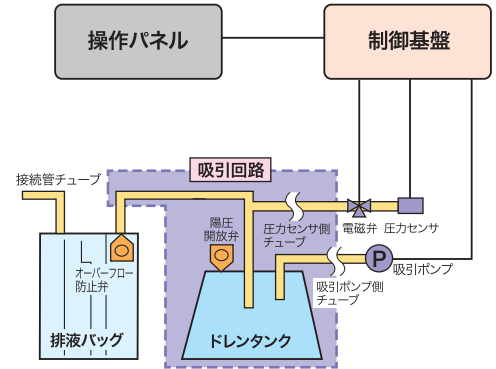 操作パネル
制御基盤
吸引回路
接続管チューブ
陽圧
開放弁
圧力センサ側
チューブ
電磁弁
圧力センサ
オーバーフロー
防止弁
P
吸引ポンプ
吸引ポンプ側
チューブ
排液バッグ
ドレンタンク